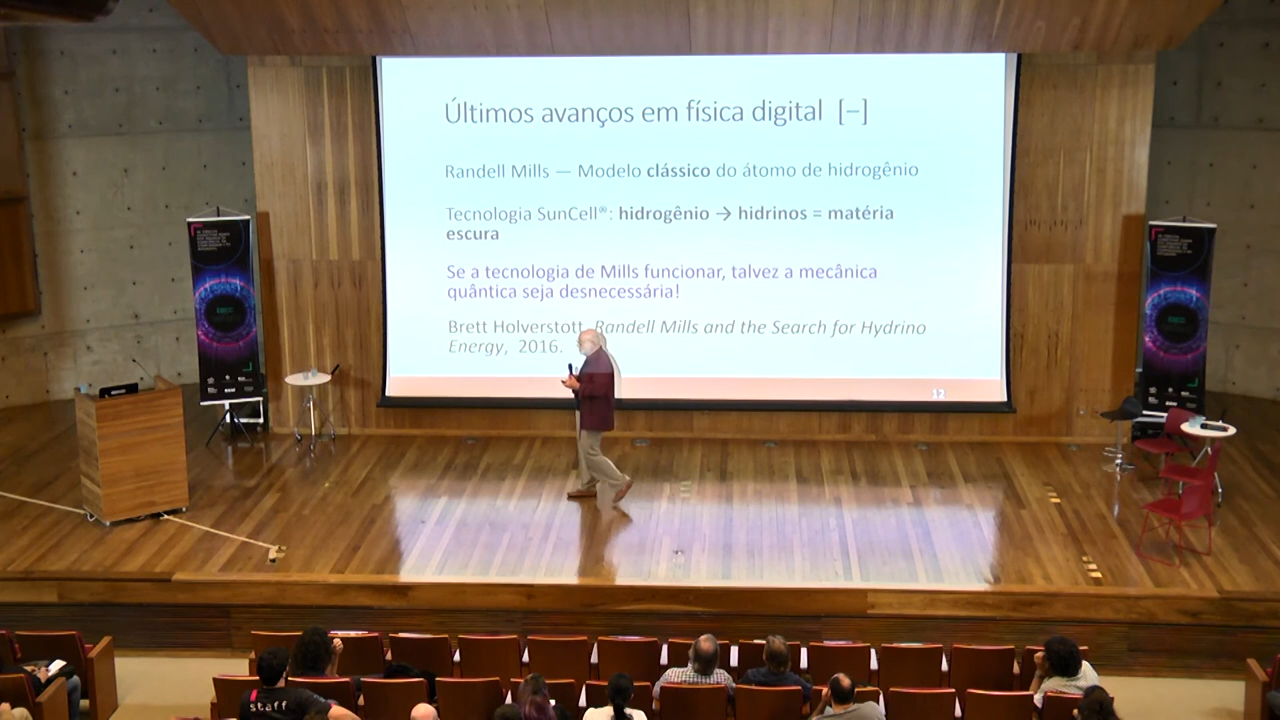 Últimos avanços em física digital [–]
Randell Mills — Modelo clássico do átomo de hidrogênio
Tecnologia SunCell®: hidrogênio → hidrinos = matéria
escura
Se a tecnologia de Mills funcionar, talvez a mecânica
quântica seja desnecessária!
Brett Holverstott, Randell Mills and the Search for Hydrino
Energy, 2016.
12
staff